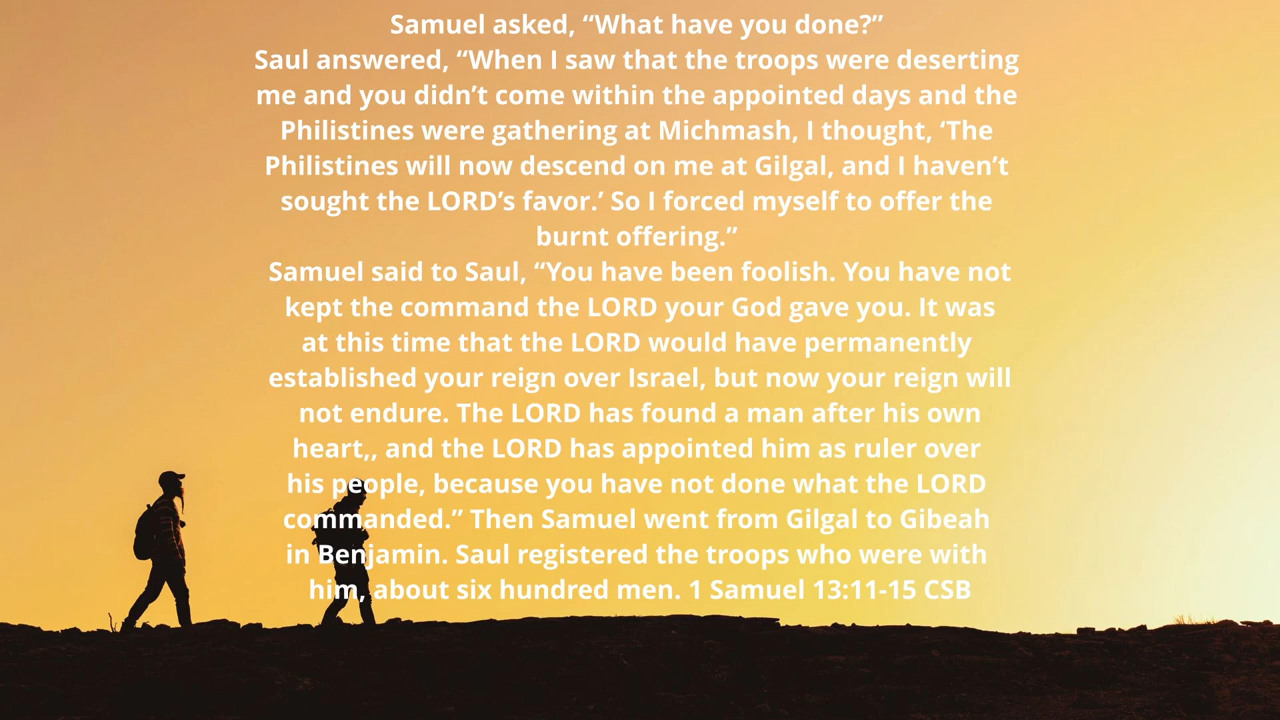 Samuel asked, “What have you done?”
Saul answered, “When I saw that the troops were deserting
me and you didn’t come within the appointed days and the
Philistines were gathering at Michmash, I thought, ‘The
Philistines will now descend on me at Gilgal, and I haven’t
sought the LORD’s favor.’ So I forced myself to offer the
burnt offering.”
Samuel said to Saul, “You have been foolish. You have not
kept the command the LORD your God gave you. It was
at this time that the LORD would have permanently
established your reign over Israel, but now your reign will
not endure. The LORD has found a man after his own
heart,, and the LORD has appointed him as ruler over
his people, because you have not done what the LORD
commanded.” Then Samuel went from Gilgal to Gibeah
in Benjamin. Saul registered the troops who were with
him, about six hundred men. 1 Samuel 13:11-15 CSB